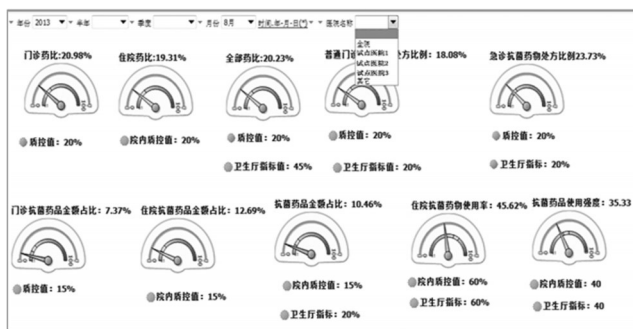 年份 2013 半年 季度 月份 8月 时间.年-月-日(*) 医院名称
全院
试点医院1
试点医院2
试点医院3
其它
门诊药比:20.98%
住院药比:19.31%
全部药比:20.23%
普通门诊 处方比例: 18.08%
急诊抗菌药物处方比例23.73%
质控值: 20%
院内质控值: 20%
质控值: 20%
质控值: 20%
质控值: 20%
卫生厅指标值: 45%
卫生厅指标: 20%
卫生厅指标: 20%
门诊抗菌药品金额占比: 7.37%
住院抗菌药品金额占比: 12.69%
抗菌药品金额占比: 10.46%
住院抗菌药物使用率: 45.62%
抗菌药品使用强度: 35.33
质控值: 15%
院内质控值: 15%
院内质控值: 15%
院内质控值: 60%
院内质控值: 40
卫生厅指标: 20%
卫生厅指标: 60%
卫生厅指标: 40